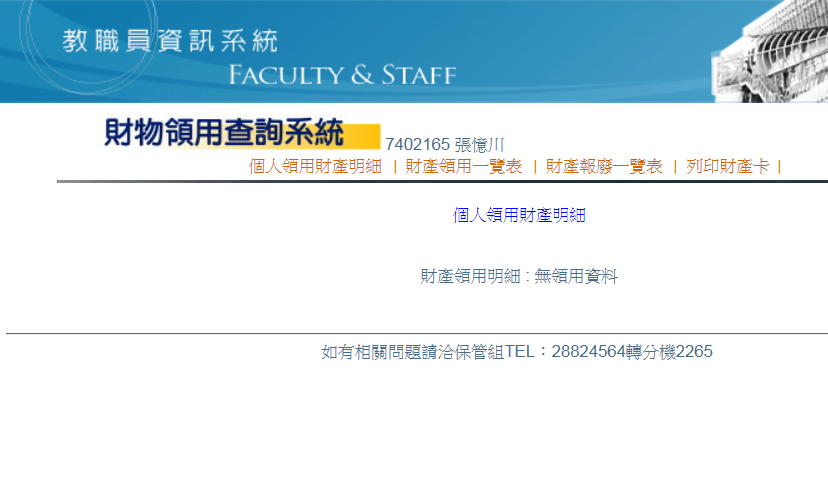 教職員資訊系統
FACULTY & STAFF
財物領用查詢系統 7402165 張憶川
個人領用財產明細 | 財產領用一覽表 | 財產報廢一覽表 | 列印財產卡 |
個人領用財產明細
財產領用明細 : 無領用資料
如有相關問題請洽保管組TEL：28824564轉分機2265